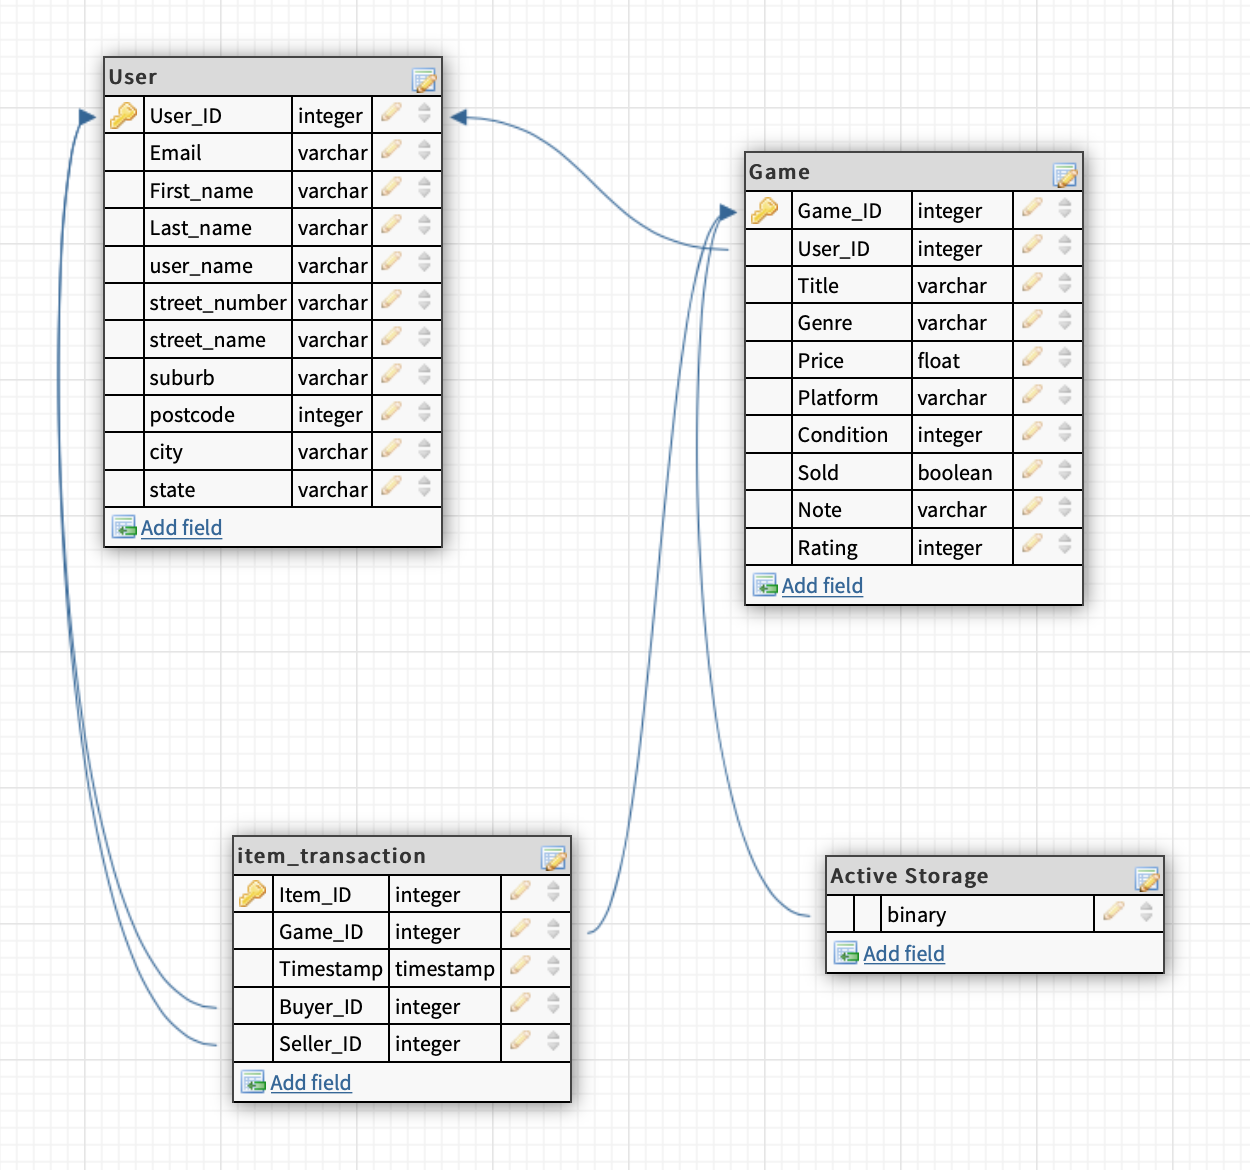 User
User_ID integer
Email varchar
First_name varchar
Last_name varchar
user_name varchar
street_number varchar
street_name varchar
suburb varchar
postcode integer
city varchar
state varchar
Add field
Game
Game_ID integer
User_ID integer
Title varchar
Genre varchar
Price float
Platform varchar
Condition integer
Sold boolean
Note varchar
Rating integer
Add field
item_transaction
Item_ID integer
Game_ID integer
Timestamp timestamp
Buyer_ID integer
Seller_ID integer
Add field
Active Storage
binary
Add field